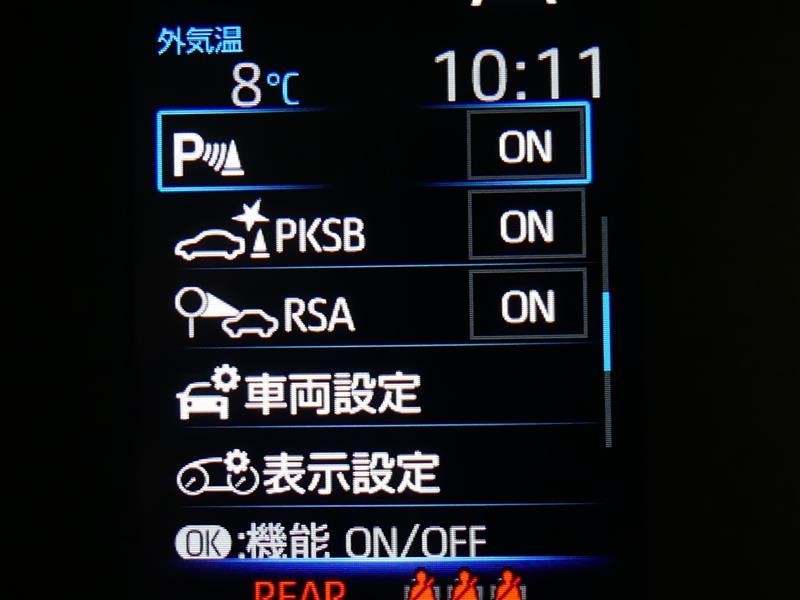 外気温
8℃ 10:11
P ON
PKSB ON
RSA ON
車両設定
表示設定
OK:機能 ON/OFF
REAR